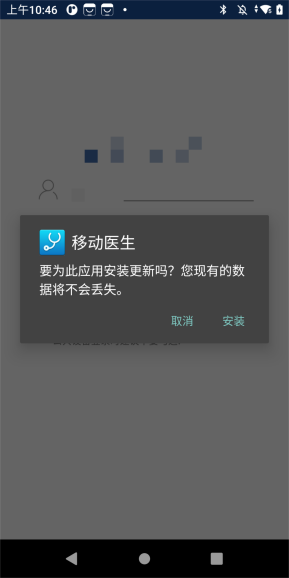 上午10:46
移动医生
要为此应用安装更新吗？您现有的数
据将不会丢失。
取消
安装